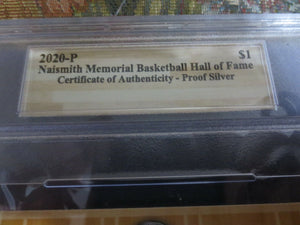 2020-P $1
Naismith Memorial Basketball Hall of Fame
Certificate of Authenticity - Proof Silver